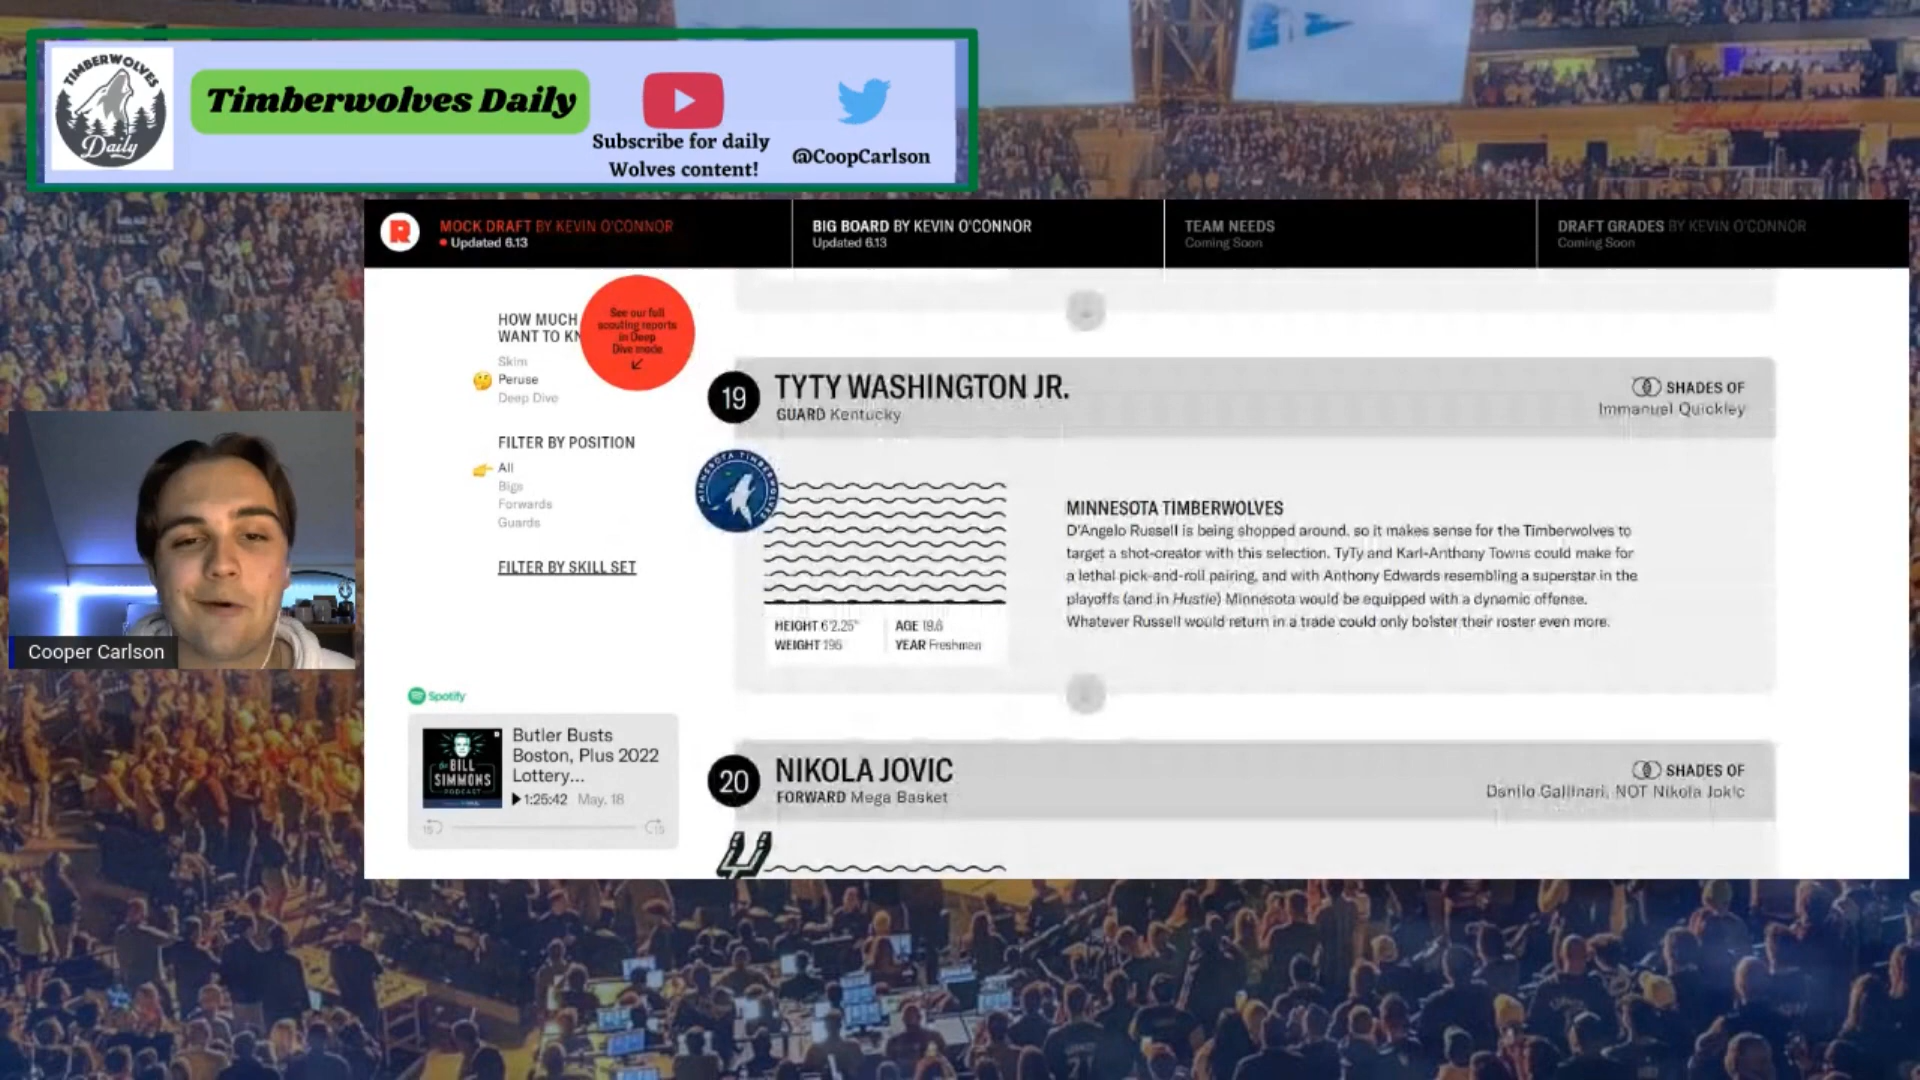 TIMBERWOLVES
Daily
Timberwolves Daily
Subscribe for daily
Wolves content!
@CoopCarlson
R
MOCK DRAFT BY KEVIN O'CONNOR
Updated 6.13
BIG BOARD BY KEVIN O'CONNOR
Updated 6.13
TEAM NEEDS
Coming Soon
DRAFT GRADES BY KEVIN O'CONNOR
Coming Soon
HOW MUCH
WANT TO KN
See our full
scouting reports
in Deep
Dive mode
Skim
Peruse
Deep Dive
FILTER BY POSITION
All
Bigs
Forwards
Guards
FILTER BY SKILL SET
Spotify
the BILL
SIMMONS
PODCAST
Butler Busts
Boston, Plus 2022
Lottery...
1:25:42 May. 18
15
15
19
TYTY WASHINGTON JR.
GUARD Kentucky
SHADES OF
Immanuel Quickley
MINNESOTA TIMBERWOLVES
HEIGHT 6'2.25"
AGE 19.6
WEIGHT 196
YEAR Freshman
MINNESOTA TIMBERWOLVES
D'Angelo Russell is being shopped around, so it makes sense for the Timberwolves to
target a shot-creator with this selection. TyTy and Karl-Anthony Towns could make for
a lethal pick-and-roll pairing, and with Anthony Edwards resembling a superstar in the
playoffs (and in Hustle) Minnesota would be equipped with a dynamic offense.
Whatever Russell would return in a trade could only bolster their roster even more.
20
NIKOLA JOVIC
FORWARD Mega Basket
SHADES OF
Danilo Gallinari, NOT Nikola Jokic
Cooper Carlson